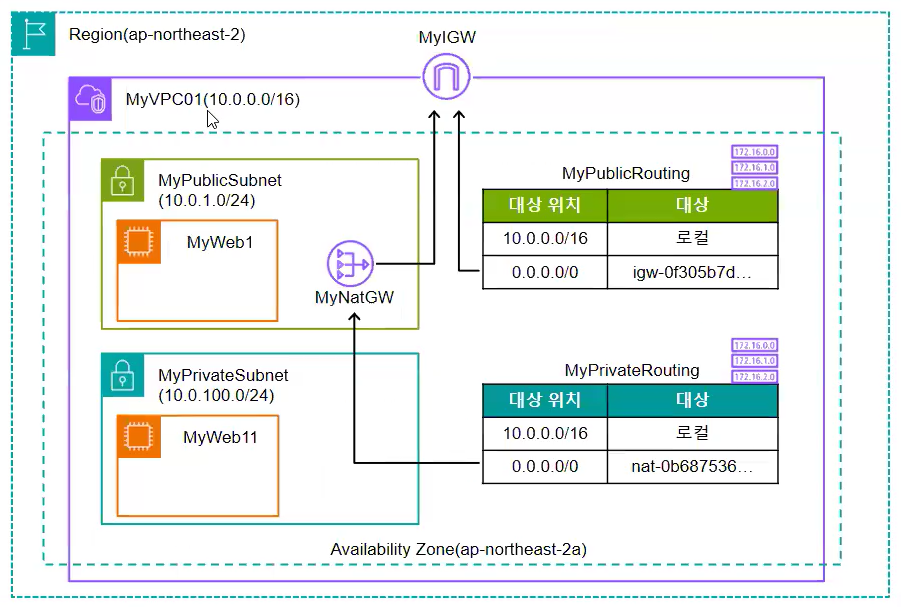 Region(ap-northeast-2)
MyIGW
MyVPC01(10.0.0.0/16)
MyPublicSubnet
(10.0.1.0/24)
MyWeb1
MyNatGW
MyPublicRouting
172.16.0.0
172.16.1.0
172.16.2.0
대상 위치 대상
10.0.0.0/16 로컬
0.0.0.0/0 igw-0f305b7d...
MyPrivateSubnet
(10.0.100.0/24)
MyWeb11
MyPrivateRouting
172.16.0.0
172.16.1.0
172.16.2.0
대상 위치 대상
10.0.0.0/16 로컬
0.0.0.0/0 nat-0b687536...
Availability Zone(ap-northeast-2a)